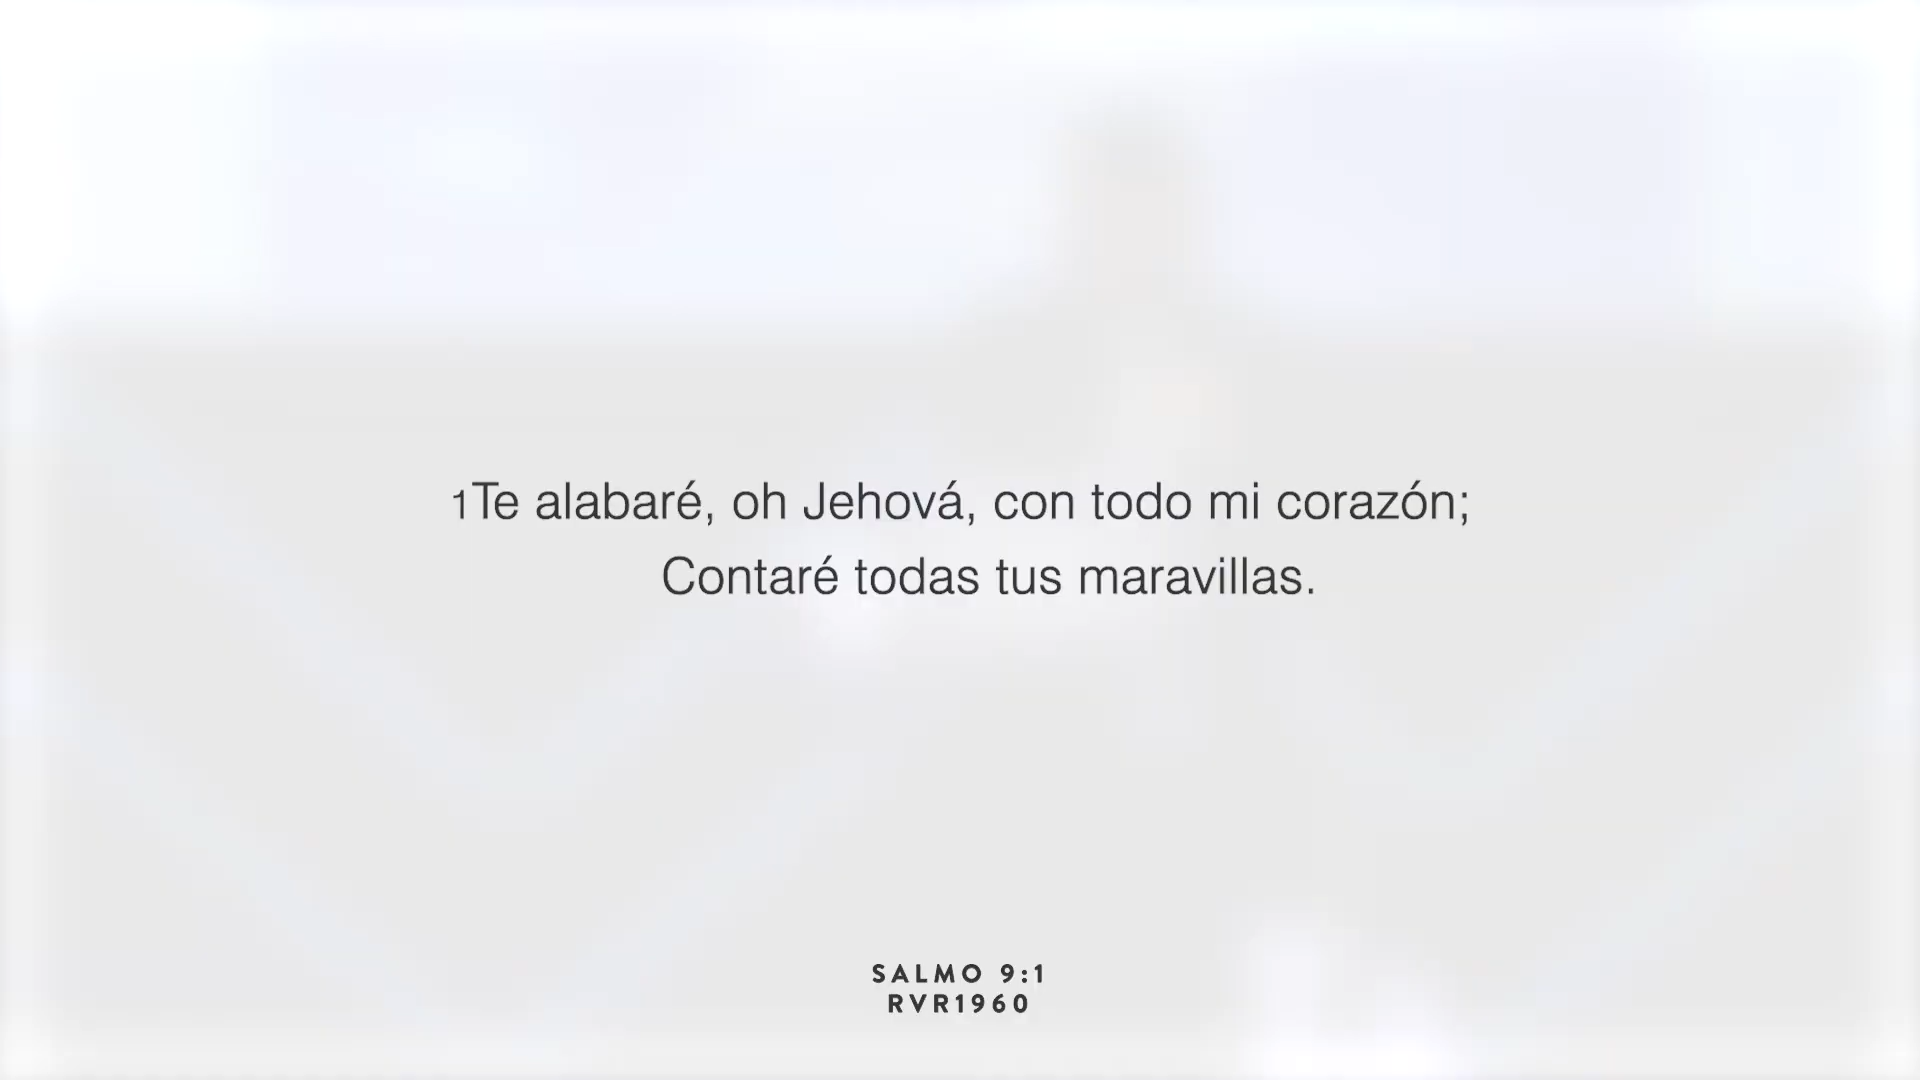 1Te alabaré, oh Jehová, con todo mi corazón;
Contaré todas tus maravillas.
SALMO 9:1
RVR1960